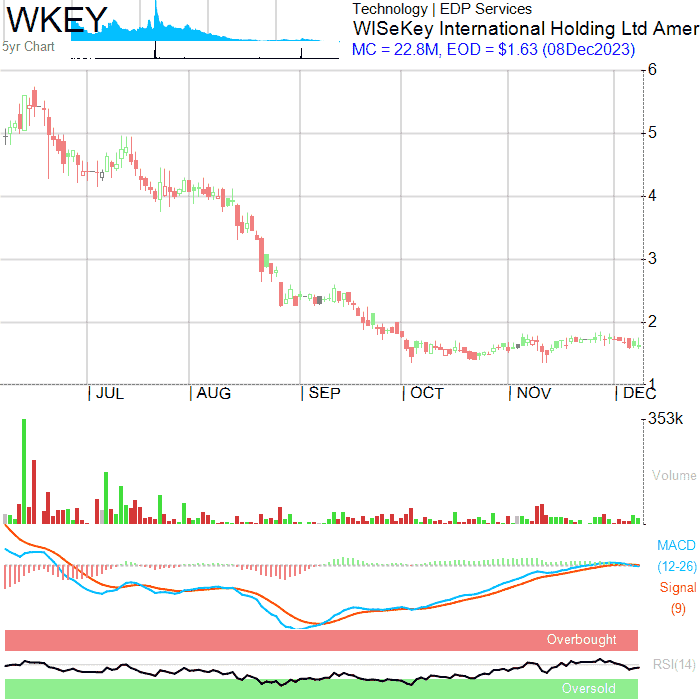 WKEY
5yr Chart
Technology | EDP Services
WISeKey International Holding Ltd Amer
MC = 22.8M, EOD = $1.63 (08Dec2023)
6
5
4
3
2
1
JUL AUG SEP OCT NOV DEC
353k
Volume
MACD
(12-26)
Signal
(9)
Overbought
RSI(14)
Oversold